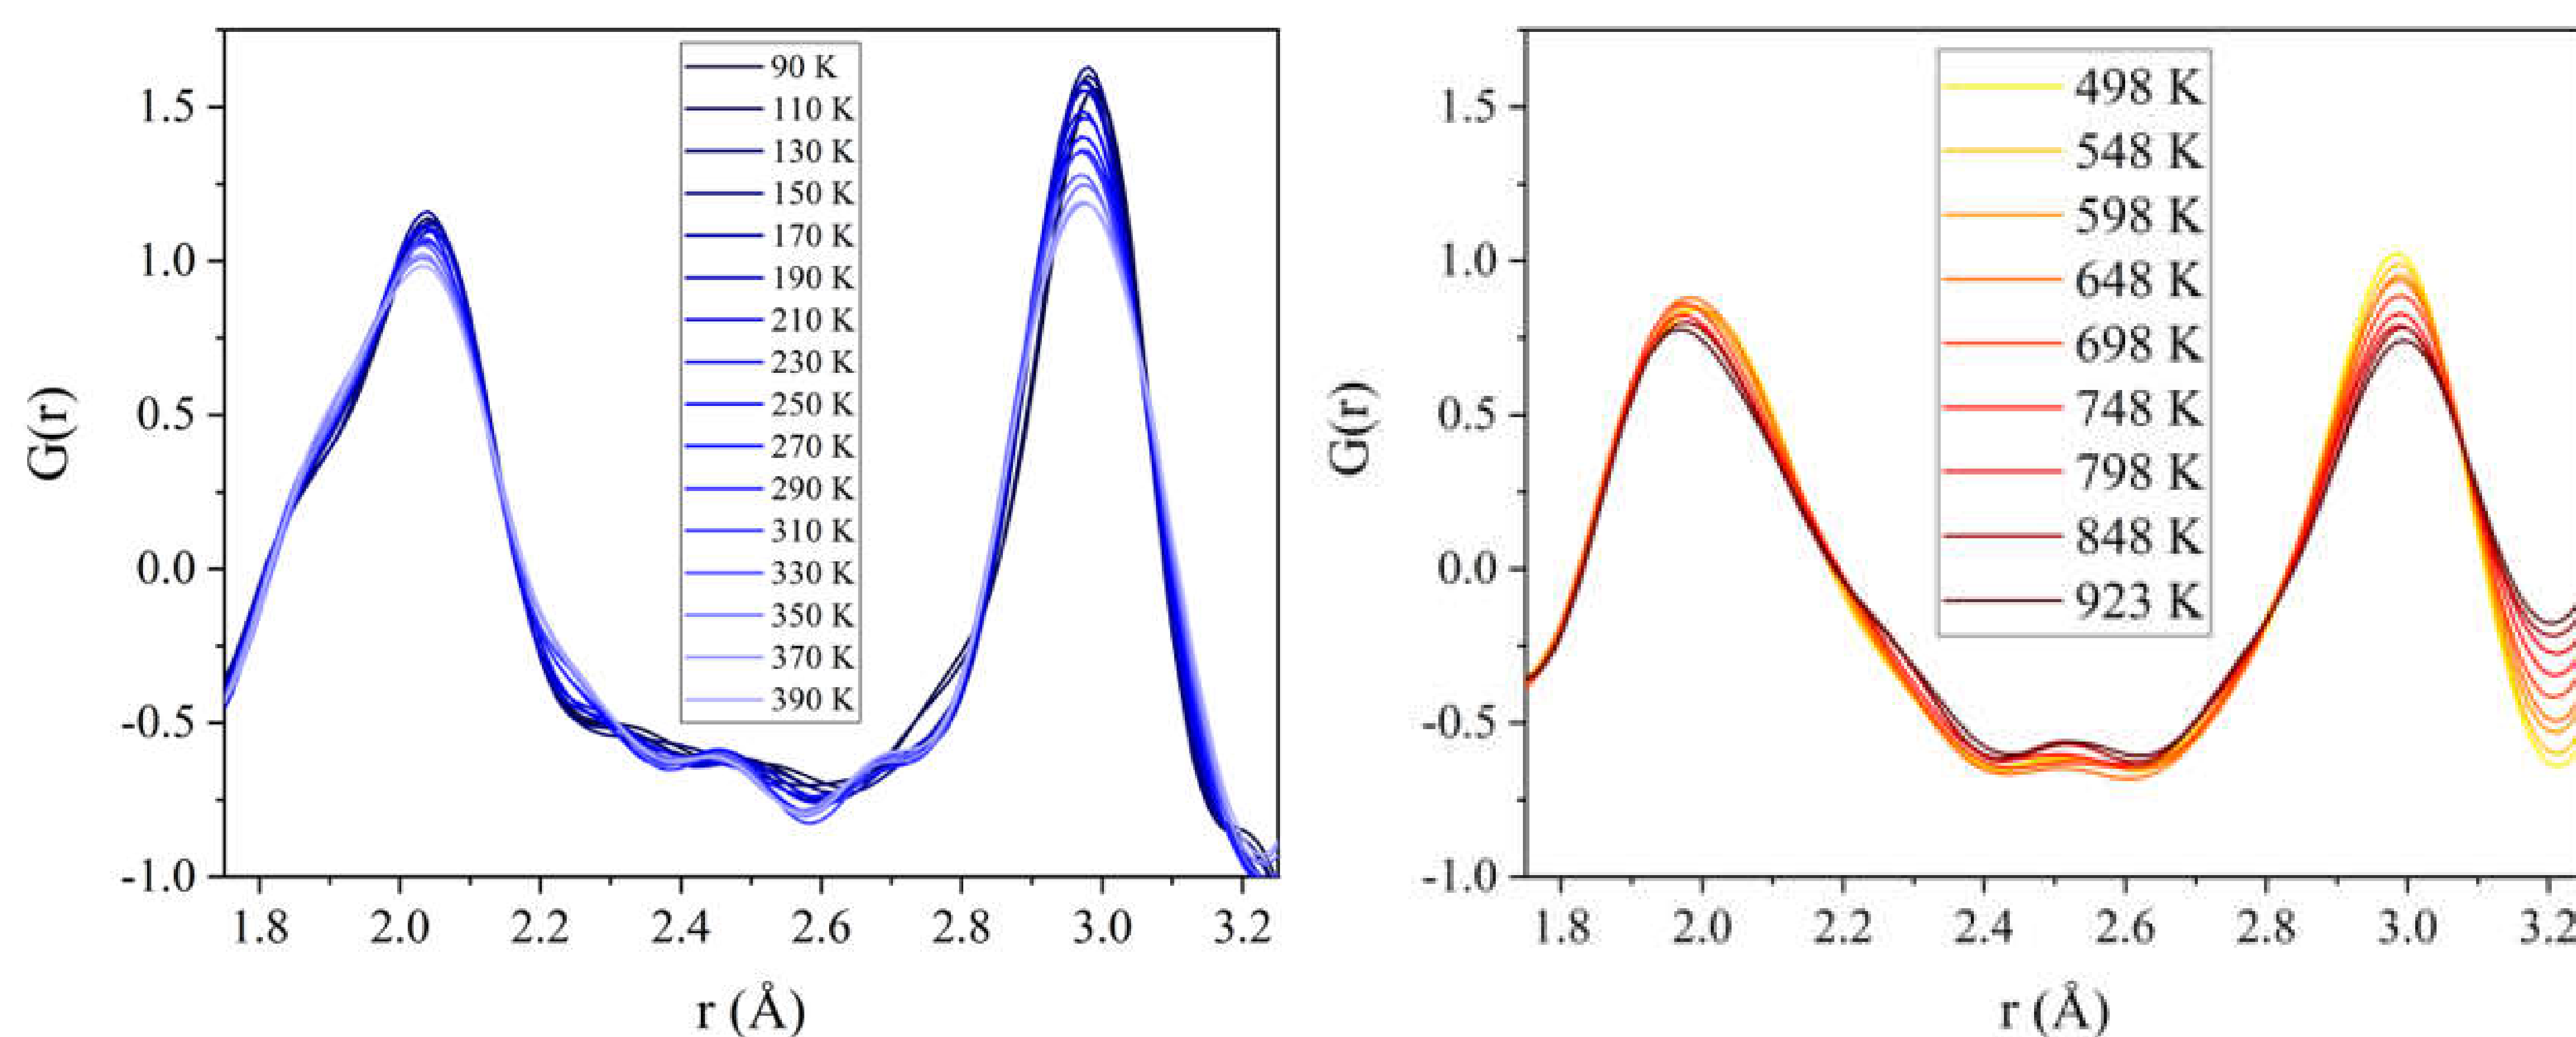 G(r)
1.5
1.0
0.5
0.0
-0.5
-1.0
90 K
110 K
130 K
150 K
170 K
190 K
210 K
230 K
250 K
270 K
290 K
310 K
330 K
350 K
370 K
390 K
1.8 2.0 2.2 2.4 2.6 2.8 3.0 3.2
r (Å)
G(r)
1.5
1.0
0.5
0.0
-0.5
-1.0
498 K
548 K
598 K
648 K
698 K
748 K
798 K
848 K
923 K
1.8 2.0 2.2 2.4 2.6 2.8 3.0 3.2
r (Å)